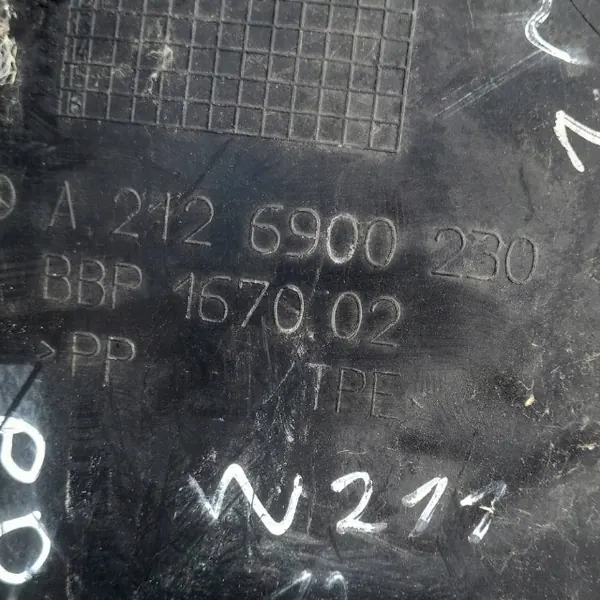 A 212 6900 230
BBP 1670.02
>PP TPE<
W211